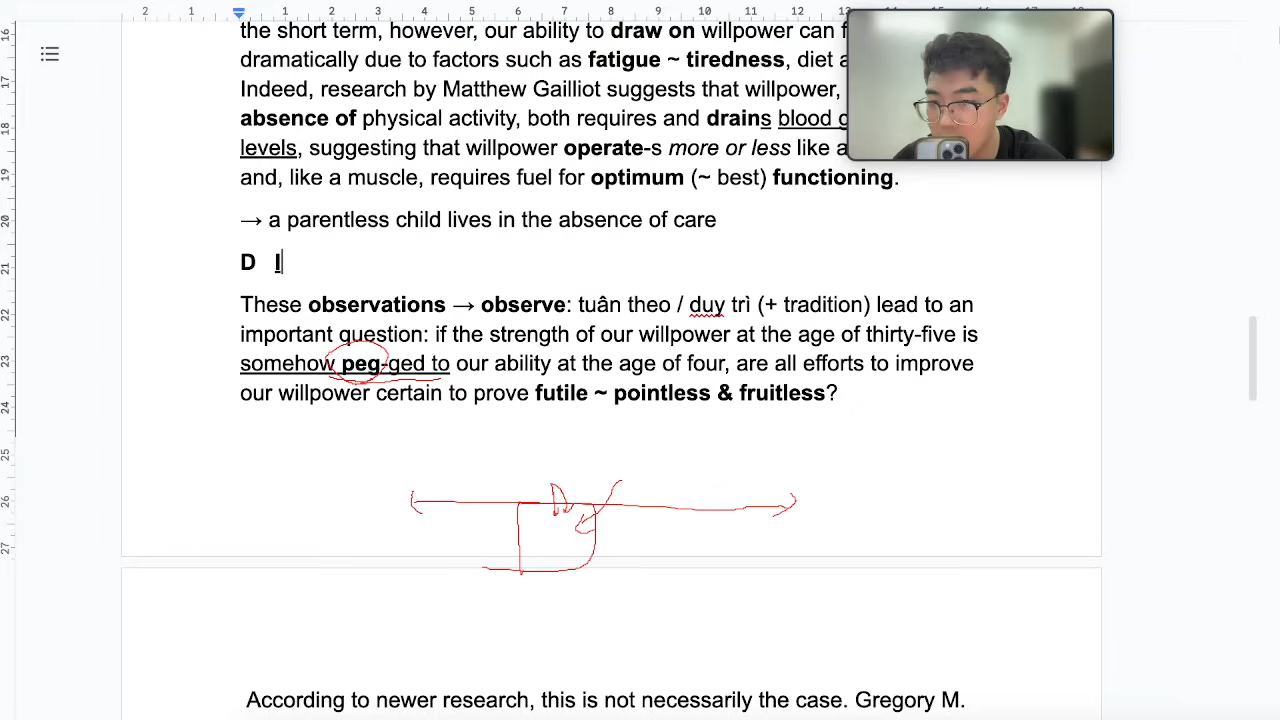 the short term, however, our ability to draw on willpower can
dramatically due to factors such as fatigue ~ tiredness, diet
Indeed, research by Matthew Gailliot suggests that willpower,
absence of physical activity, both requires and drains blood
levels, suggesting that willpower operate-s more or less like a
and, like a muscle, requires fuel for optimum (~ best) functioning.
→ a parentless child lives in the absence of care
D I
These observations → observe: tuân theo / duy trì (+ tradition) lead to an
important question: if the strength of our willpower at the age of thirty-five is
somehow peg-ged to our ability at the age of four, are all efforts to improve
our willpower certain to prove futile ~ pointless & fruitless?
According to newer research, this is not necessarily the case. Gregory M.